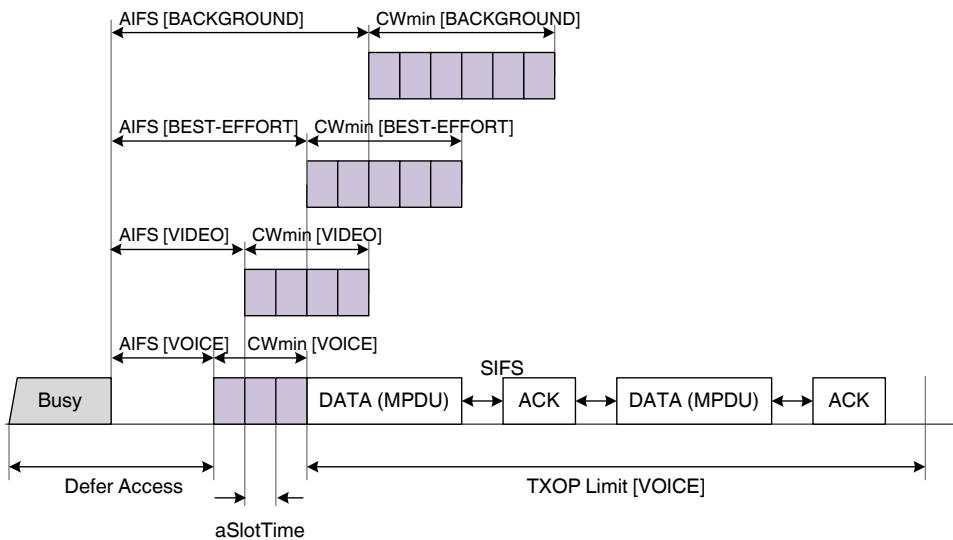 AIFS [BACKGROUND] CWmin [BACKGROUND]
AIFS [BEST-EFFORT] CWmin [BEST-EFFORT]
AIFS [VIDEO] CWmin [VIDEO]
AIFS [VOICE] CWmin [VOICE]
SIFS
Busy DATA (MPDU) ACK DATA (MPDU) ACK
Defer Access TXOP Limit [VOICE]
aSlotTime